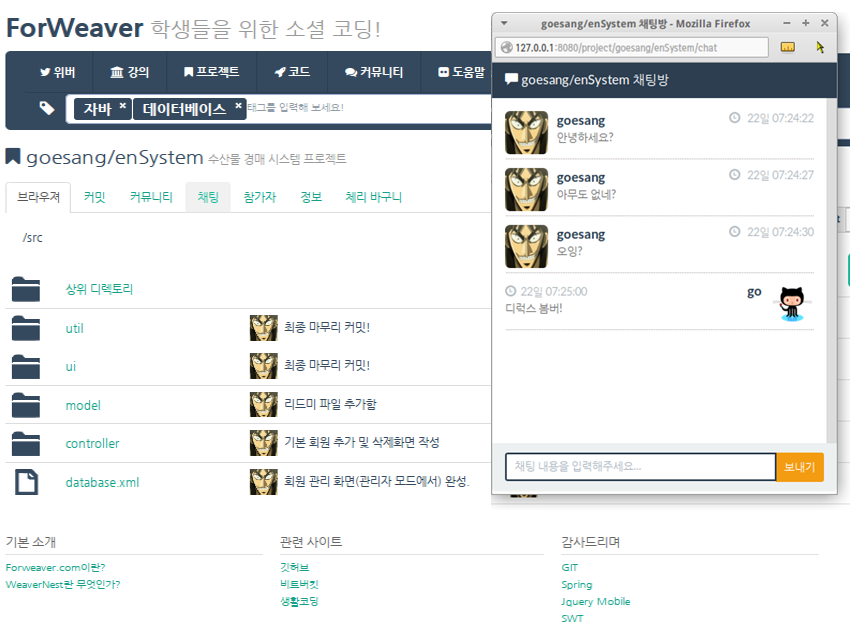 ForWeaver 학생들을 위한 소셜 코딩!
위버 강의 프로젝트 코드 커뮤니티 도움말
자바 × 데이터베이스 × 태그를 입력해 보세요!
goesang/enSystem 수산물 경매 시스템 프로젝트
브라우져 커밋 커뮤니티 채팅 참가자 정보 체리 바구니
/src
상위 디렉토리
util 최종 마무리 커밋!
ui 최종 마무리 커밋!
model 리드미 파일 추가함
controller 기본 회원 추가 및 삭제화면 작성
database.xml 회원 관리 화면(관리자 모드에서) 완성.
goesang/enSystem 채팅방 - Mozilla Firefox
127.0.0.1:8080/project/goesang/enSystem/chat
goesang/enSystem 채팅방
goesang 22일 07:24:22
안녕하세요?
goesang 22일 07:24:27
아무도 없네?
goesang 22일 07:24:30
오잉?
22일 07:25:00 go
디럭스 봄버!
채팅 내용을 입력해주세요... 보내기
기본 소개
Forweaver.com이란?
WeaverNest란 무엇인가?
관련 사이트
깃허브
비트버킷
생활코딩
감사드리며
GIT
Spring
Jquery Mobile
SWT